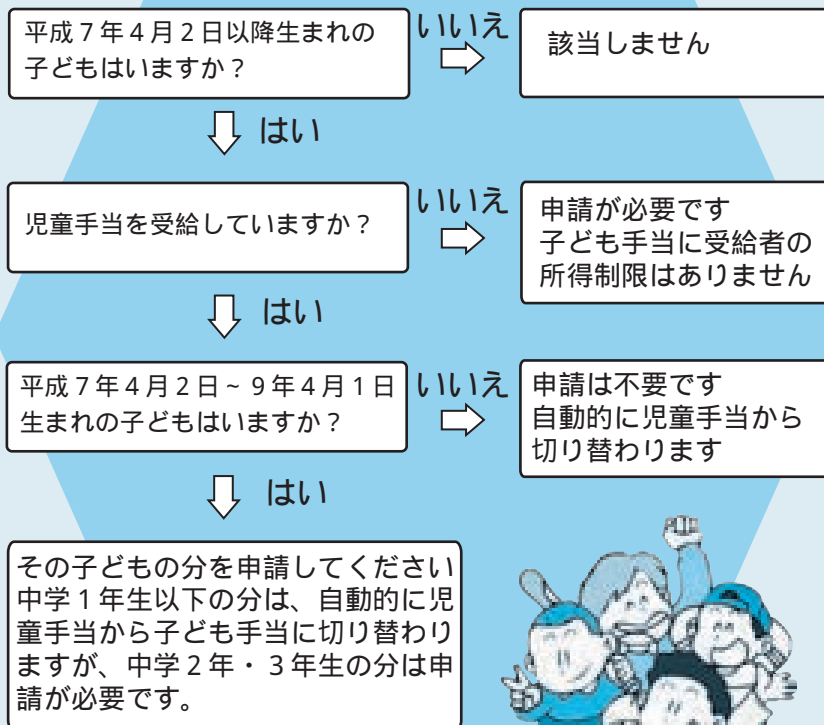 平成７年４月２日以降生まれの
子どもはいますか？
いいえ
該当しません
はい
児童手当を受給していますか？
いいえ
申請が必要です
子ども手当に受給者の
所得制限はありません
はい
平成７年４月２日～９年４月１日
生まれの子どもはいますか？
いいえ
申請は不要です
自動的に児童手当から
切り替わります
はい
その子どもの分を申請してください
中学１年生以下の分は、自動的に児
童手当から子ども手当に切り替わり
ますが、中学２年・３年生の分は申
請が必要です。